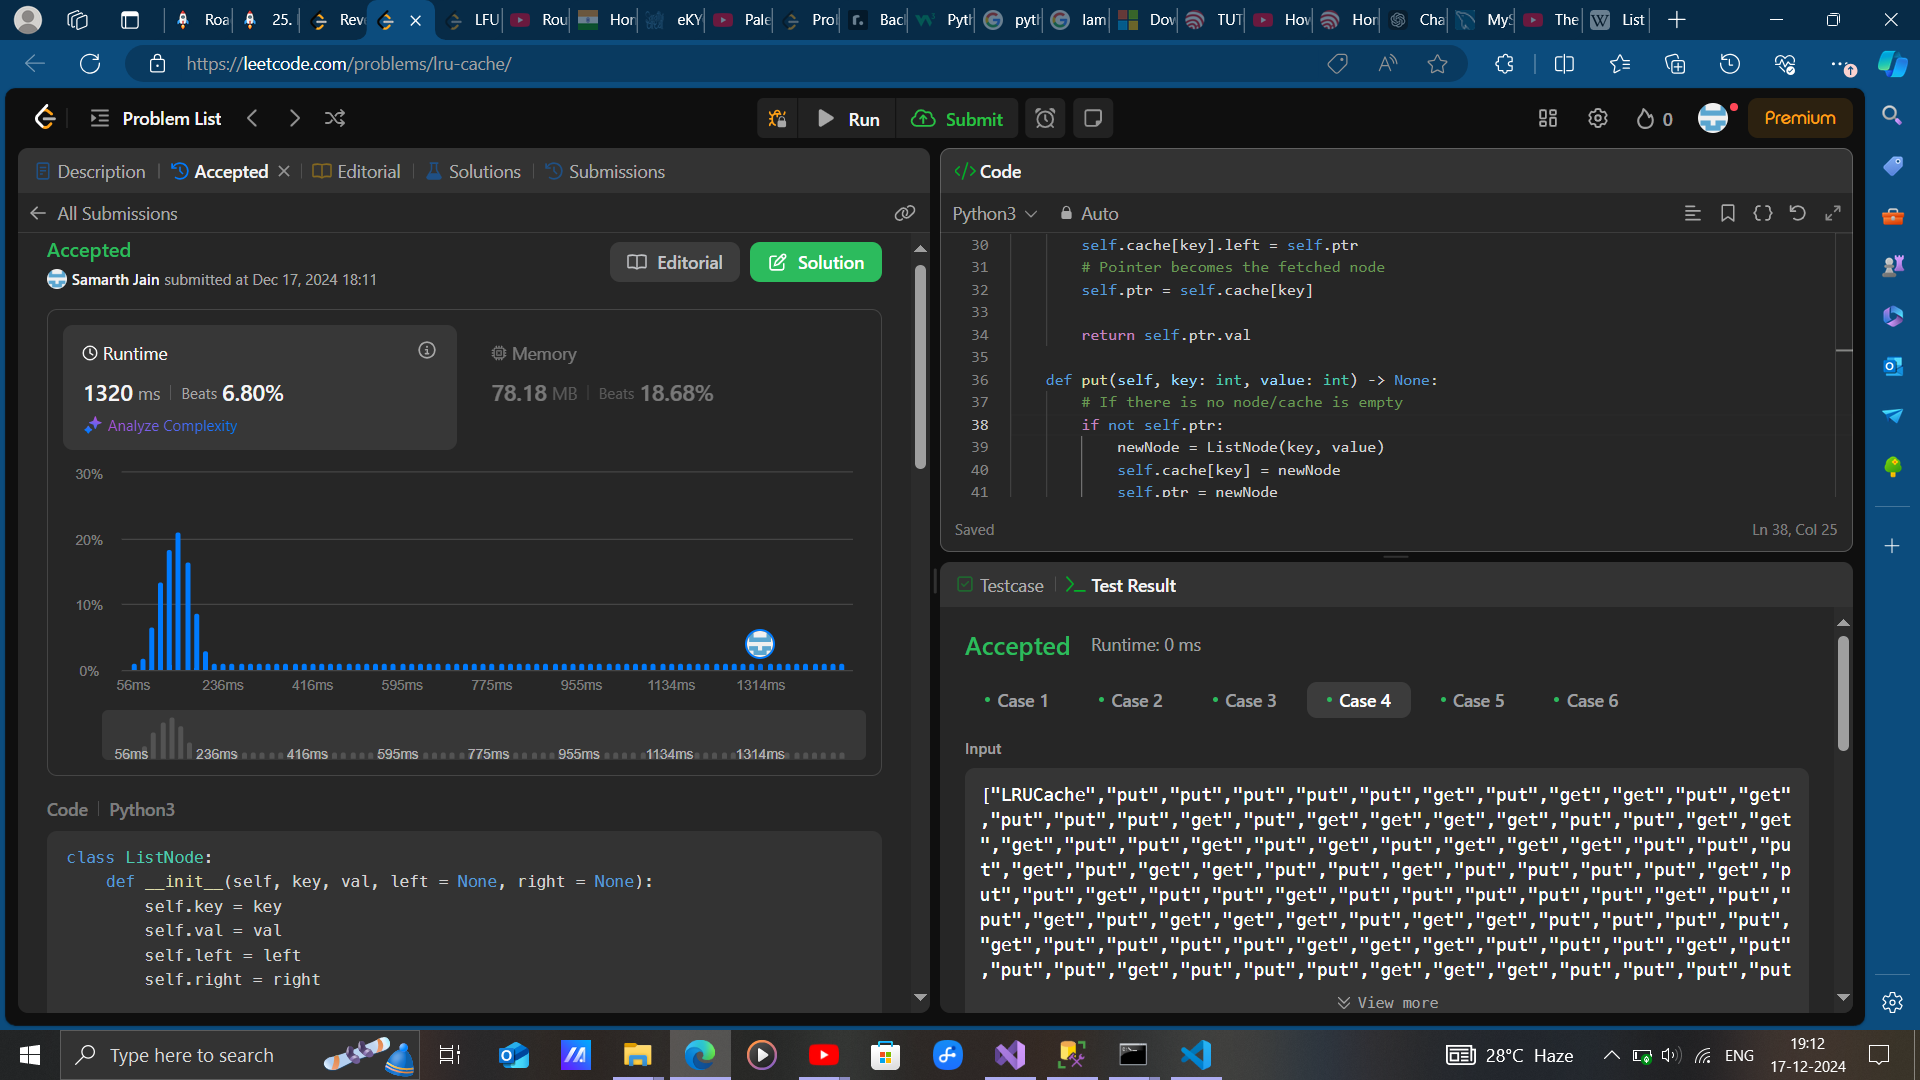 Roa
25.
Reve
LFU
Rou
Hon
eKY
Pale
Prol
Bacl
Pyth
pyth
lam
Dov
TUT
How
Hon
Cha
MyS
The
List
https://leetcode.com/problems/lru-cache/
Problem List
Run
Submit
0
Premium
Description
Accepted
Editorial
Solutions
Submissions
All Submissions
Accepted
Samarth Jain submitted at Dec 17, 2024 18:11
Editorial
Solution
Runtime
1320 ms | Beats 6.80%
Analyze Complexity
Memory
78.18 MB | Beats 18.68%
30%
20%
10%
0%
56ms 236ms 416ms 595ms 775ms 955ms 1134ms 1314ms
56ms 236ms 416ms 595ms 775ms 955ms 1134ms 1314ms
Code | Python3
class ListNode:
    def __init__(self, key, val, left = None, right = None):
        self.key = key
        self.val = val
        self.left = left
        self.right = right
</> Code
Python3
Auto
30 self.cache[key].left = self.ptr
31 # Pointer becomes the fetched node
32 self.ptr = self.cache[key]
33
34 return self.ptr.val
35
36 def put(self, key: int, value: int) -> None:
37 # If there is no node/cache is empty
38 if not self.ptr:
39 newNode = ListNode(key, value)
40 self.cache[key] = newNode
41 self.ptr = newNode
Saved
Ln 38, Col 25
Testcase
Test Result
Accepted
Runtime: 0 ms
Case 1
Case 2
Case 3
Case 4
Case 5
Case 6
Input
["LRUCache","put","put","put","put","put","get","put","get","get","put","get"
,"put","put","put","get","put","get","get","get","get","put","put","get","get
","get","put","put","get","put","get","put","get","get","get","put","put","pu
t","get","put","get","get","put","put","get","put","put","put","put","get","p
ut","put","get","put","put","get","put","put","put","put","put","get","put","
put","get","put","get","get","get","put","get","get","put","put","put","put",
"get","put","put","put","put","get","get","get","put","put","put","get","put"
,"put","put","get","put","put","put","get","get","get","put","put","put","put
View more
Type here to search
28°C Haze
ENG
19:12
17-12-2024